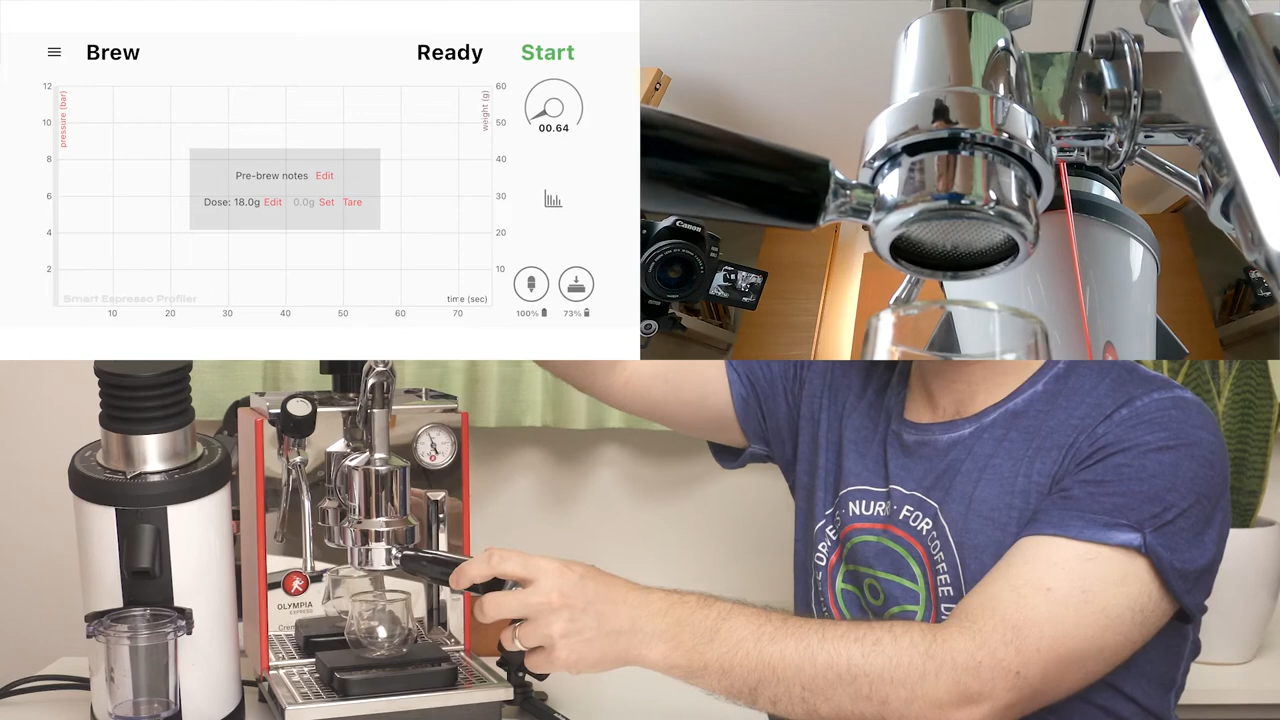 Brew
Ready
Start
12
10
8
6
4
2
pressure (bar)
60
50
40
30
20
10
weight (g)
00.64
Pre-brew notes Edit
Dose: 18.0g Edit 0.0g Set Tare
Smart Espresso Profiler
time (sec)
10 20 30 40 50 60 70
100%
73%
Canon
OLYMPIA
EXPRESS
Crem
NURR · FOR COFFEE